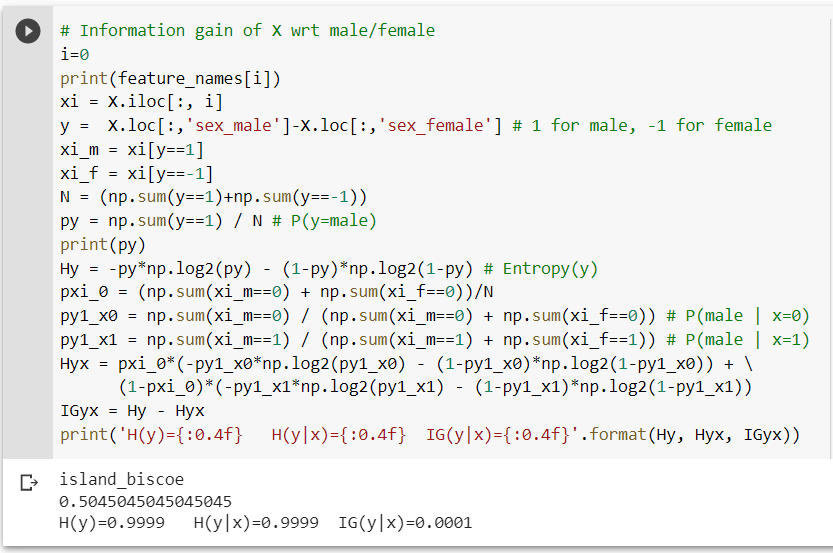 # Information gain of X wrt male/female
i=0
print(feature_names[i])
xi = X.iloc[:, i]
y =  X.loc[:,'sex_male']-X.loc[:,'sex_female'] # 1 for male, -1 for female
xi_m = xi[y==1]
xi_f = xi[y==-1]
N = (np.sum(y==1)+np.sum(y==-1))
py = np.sum(y==1) / N # P(y=male)
print(py)
Hy = -py*np.log2(py) - (1-py)*np.log2(1-py) # Entropy(y)
pxi_0 = (np.sum(xi_m==0) + np.sum(xi_f==0))/N
py1_x0 = np.sum(xi_m==0) / (np.sum(xi_m==0) + np.sum(xi_f==0)) # P(male | x=0)
py1_x1 = np.sum(xi_m==1) / (np.sum(xi_m==1) + np.sum(xi_f==1)) # P(male | x=1)
Hyx = pxi_0*(-py1_x0*np.log2(py1_x0) - (1-py1_x0)*np.log2(1-py1_x0)) + \
      (1-pxi_0)*(-py1_x1*np.log2(py1_x1) - (1-py1_x1)*np.log2(1-py1_x1))
IGyx = Hy - Hyx
print('H(y)={:0.4f}   H(y|x)={:0.4f}  IG(y|x)={:0.4f}'.format(Hy, Hyx, IGyx))
island_biscoe
0.5045045045045045
H(y)=0.9999   H(y|x)=0.9999  IG(y|x)=0.0001